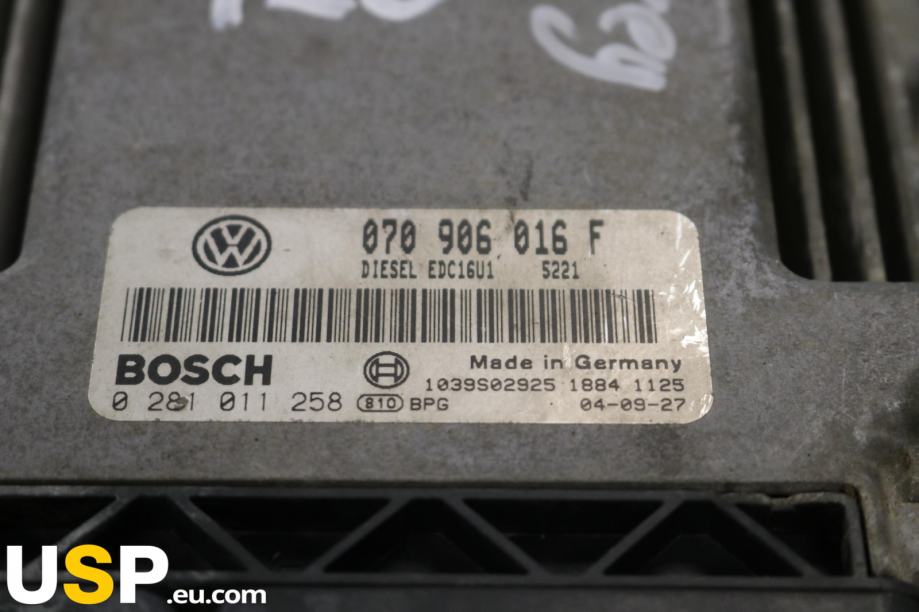 070 906 016 F
DIESEL EDC16U1 5221
BOSCH
Made in Germany
1039S02925 1884 1125
0 281 011 258 810 BPG 04-09-27
USP.eu.com